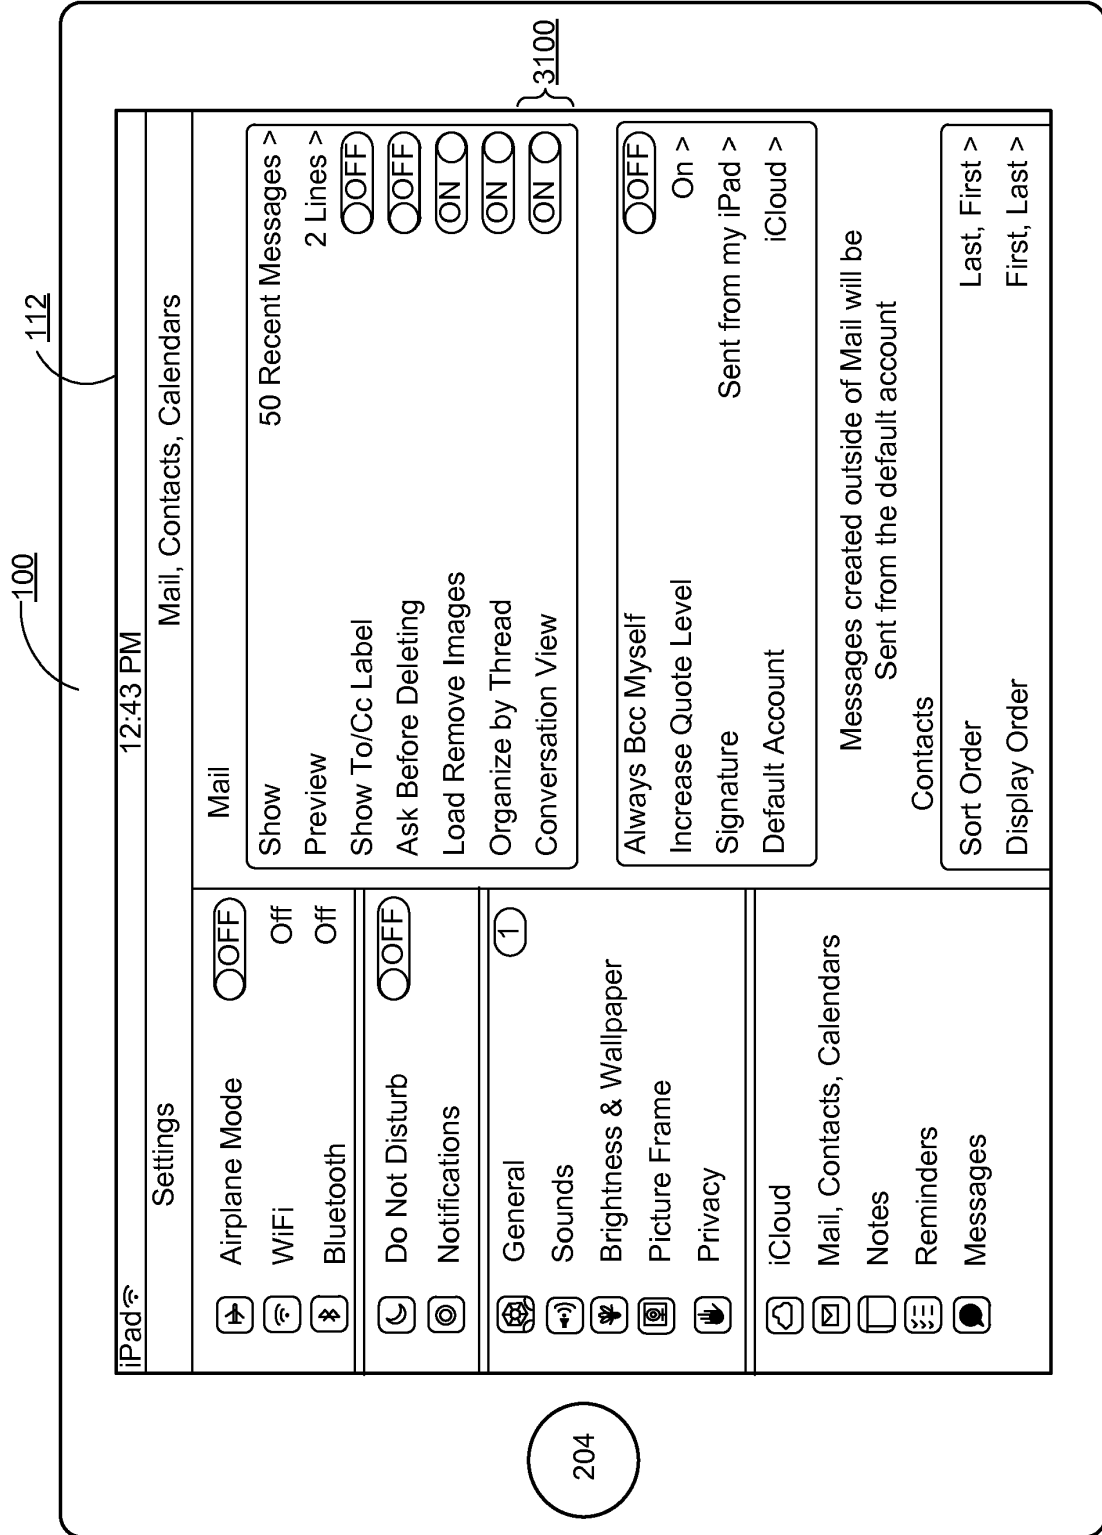 100
112
iPad 12:43 PM
Settings
Mail, Contacts, Calendars
Airplane Mode OFF
WiFi Off
Bluetooth Off
Do Not Disturb OFF
Notifications
General 1
Sounds
Brightness & Wallpaper
Picture Frame
Privacy
iCloud
Mail, Contacts, Calendars
Notes
Reminders
Messages
Mail
Show 50 Recent Messages >
Preview 2 Lines >
Show To/Cc Label OFF
Ask Before Deleting OFF
Load Remove Images ON
Organize by Thread ON
Conversation View ON
3100
Always Bcc Myself OFF
Increase Quote Level On >
Signature Sent from my iPad >
Default Account iCloud >
Messages created outside of Mail will be
Sent from the default account
Contacts
Sort Order Last, First >
Display Order First, Last >
204